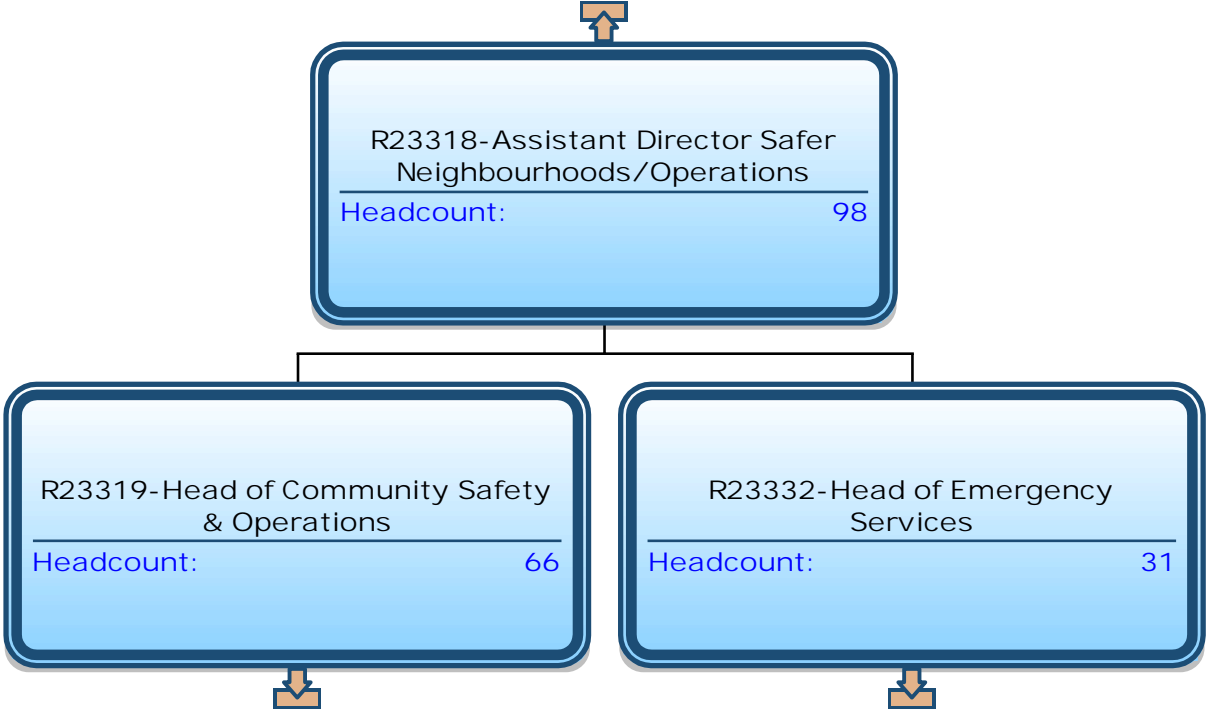 R23318-Assistant Director Safer
Neighbourhoods/Operations
Headcount: 98
R23319-Head of Community Safety
& Operations
Headcount: 66
R23332-Head of Emergency
Services
Headcount: 31